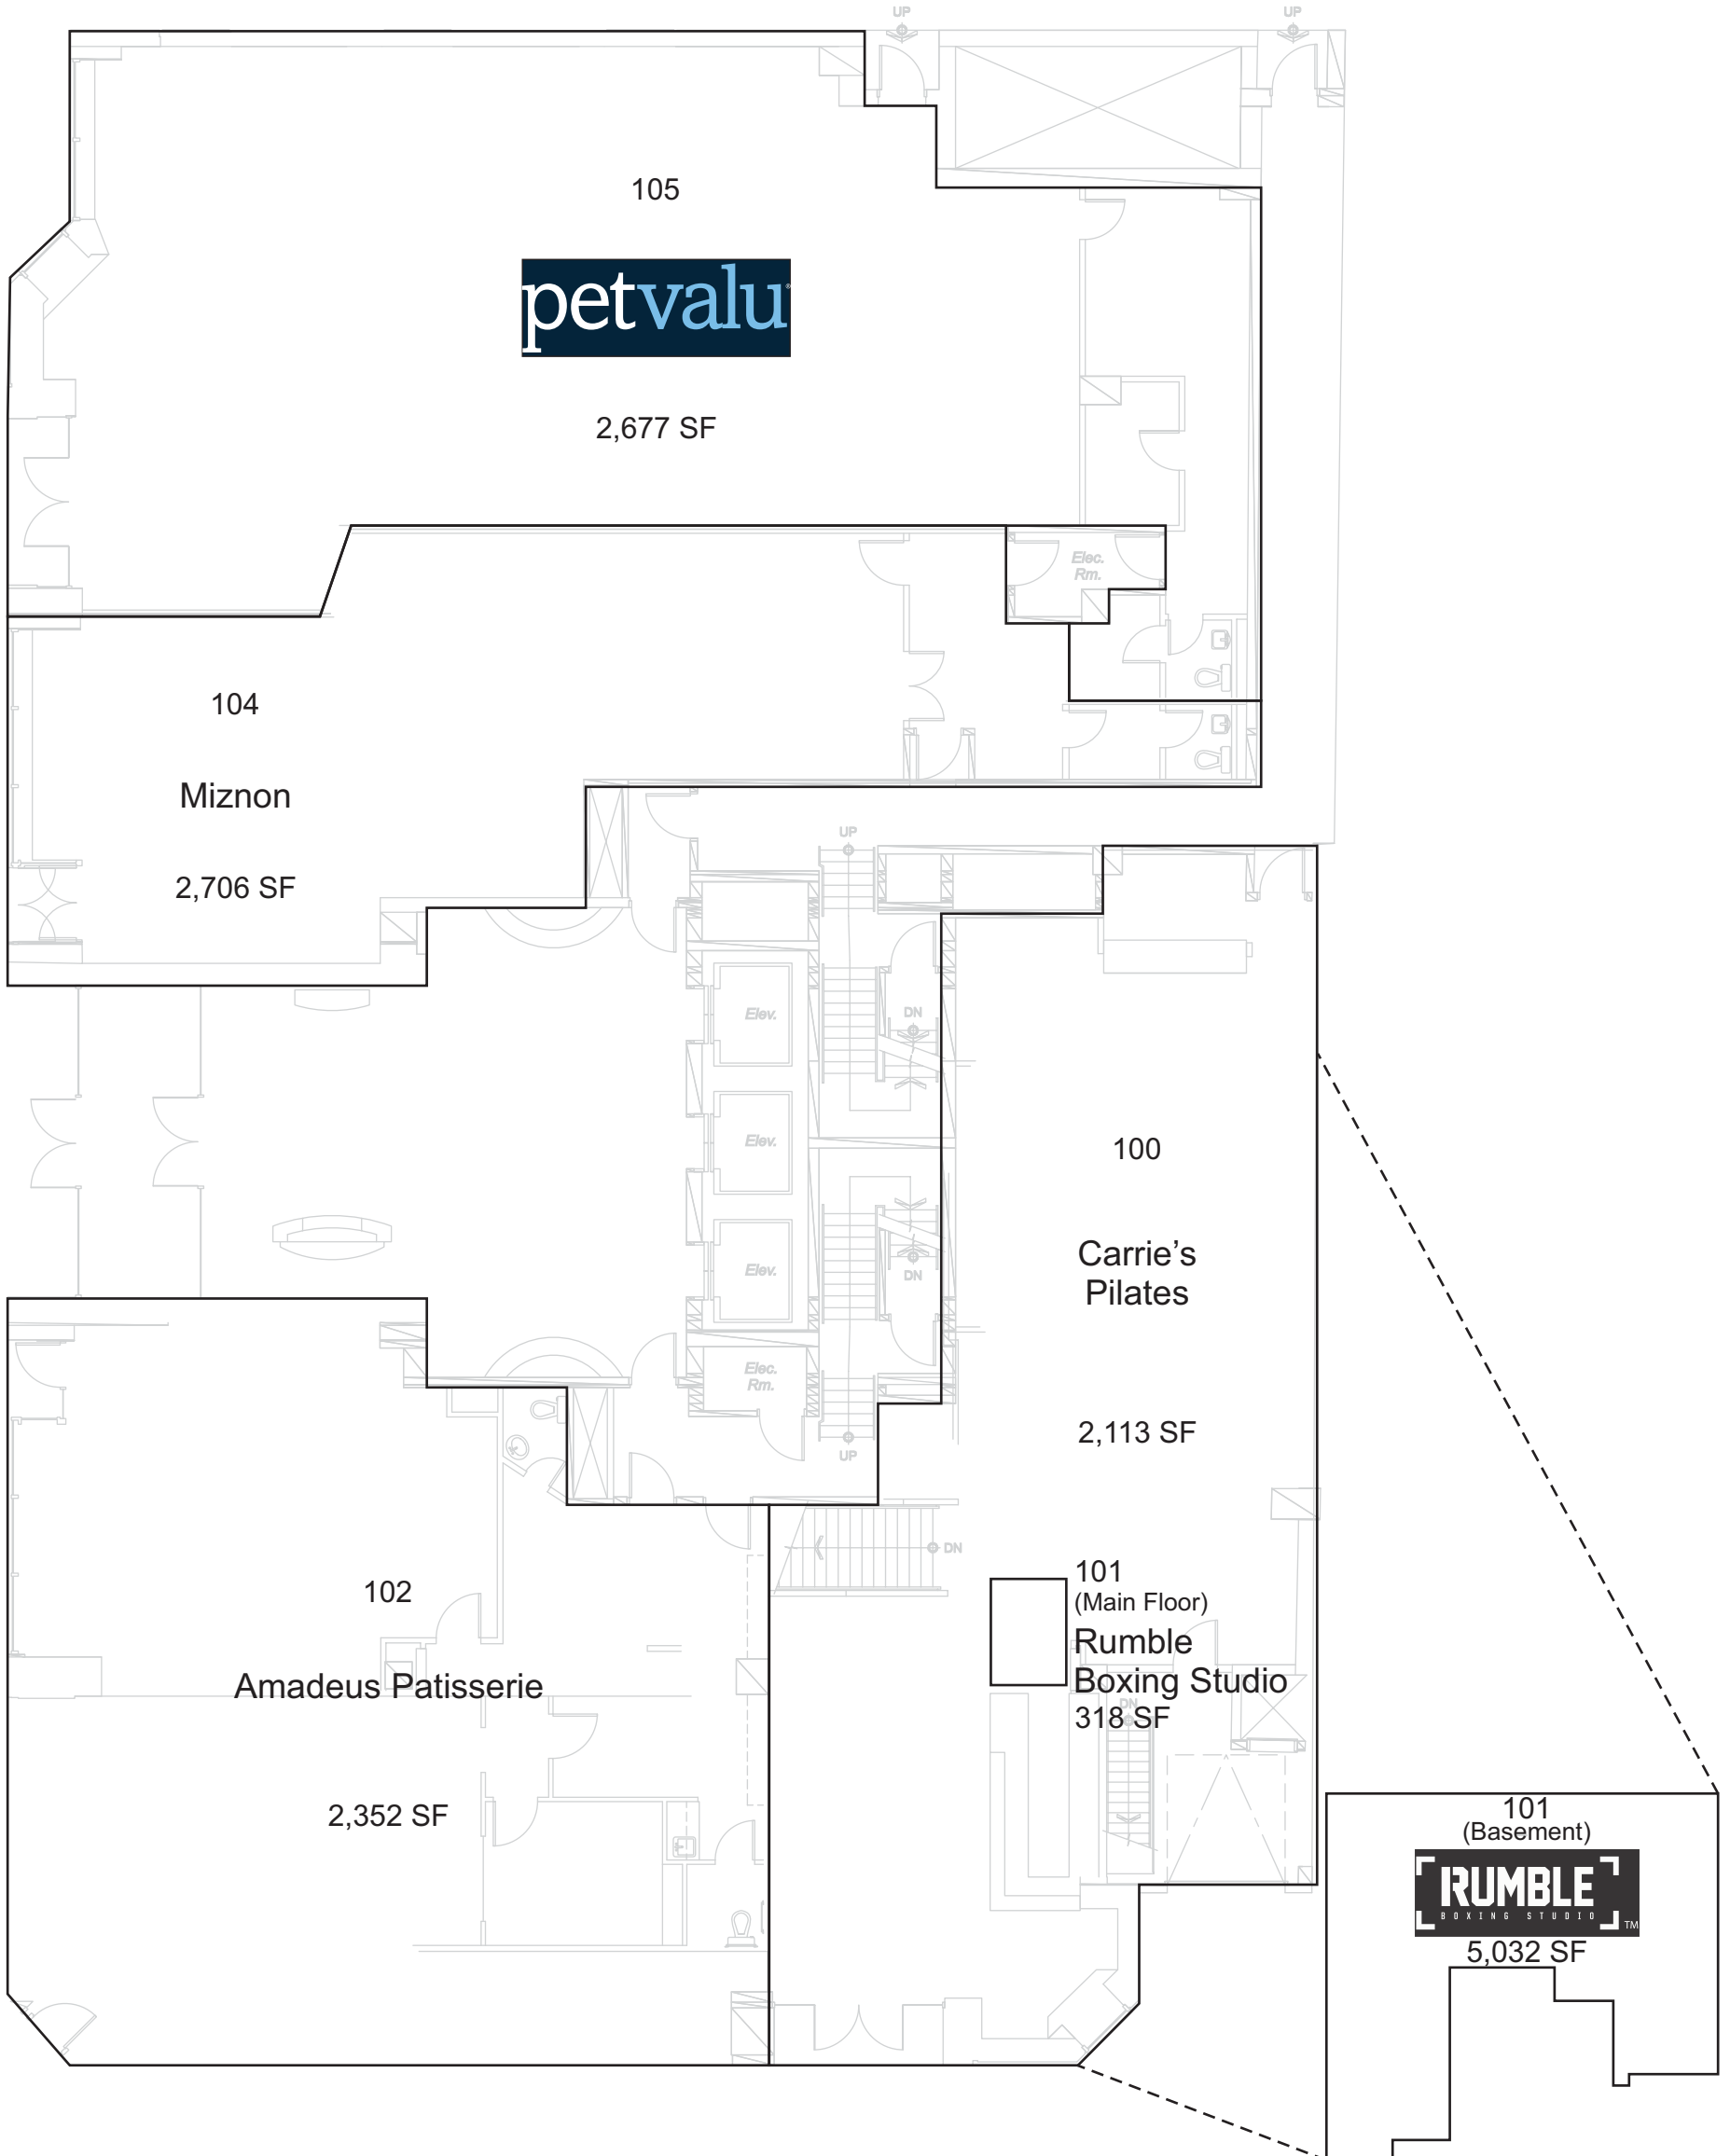 UP
UP
105
petvalu®
2,677 SF
Elec.
Rm.
104
Miznon
2,706 SF
UP
Elev.
DN
Elev.
100
Carrie’s
Pilates
Elev.
DN
Elec.
Rm.
2,113 SF
UP
DN
102
Amadeus Patisserie
2,352 SF
101
(Main Floor)
Rumble
Boxing Studio
DN
318 SF
101
(Basement)
RUMBLE
BOXING STUDIO
TM
5,032 SF